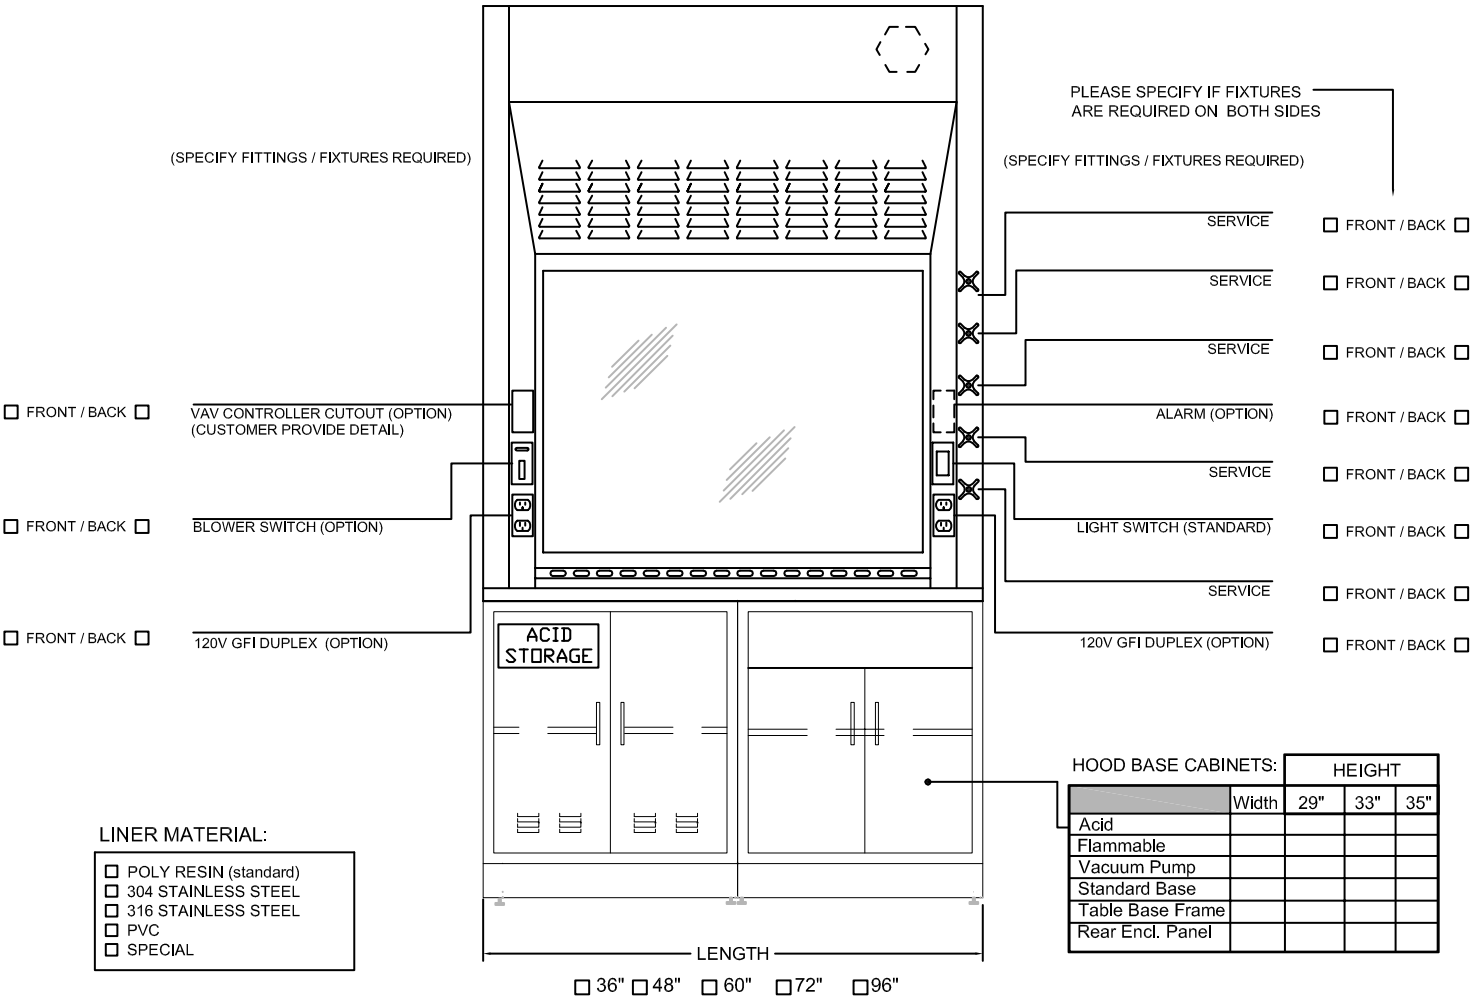 PLEASE SPECIFY IF FIXTURES
ARE REQUIRED ON BOTH SIDES
(SPECIFY FITTINGS / FIXTURES REQUIRED)
(SPECIFY FITTINGS / FIXTURES REQUIRED)
SERVICE
FRONT / BACK
SERVICE
FRONT / BACK
SERVICE
FRONT / BACK
FRONT / BACK
VAV CONTROLLER CUTOUT (OPTION)
(CUSTOMER PROVIDE DETAIL)
ALARM (OPTION)
FRONT / BACK
SERVICE
FRONT / BACK
FRONT / BACK
BLOWER SWITCH (OPTION)
LIGHT SWITCH (STANDARD)
FRONT / BACK
SERVICE
FRONT / BACK
FRONT / BACK
120V GFI DUPLEX (OPTION)
120V GFI DUPLEX (OPTION)
FRONT / BACK
ACID
STORAGE
HOOD BASE CABINETS:
HEIGHT
Width 29" 33" 35"
Acid
Flammable
Vacuum Pump
Standard Base
Table Base Frame
Rear Encl. Panel
LINER MATERIAL:
POLY RESIN (standard)
304 STAINLESS STEEL
316 STAINLESS STEEL
PVC
SPECIAL
LENGTH
36" 48" 60" 72" 96"